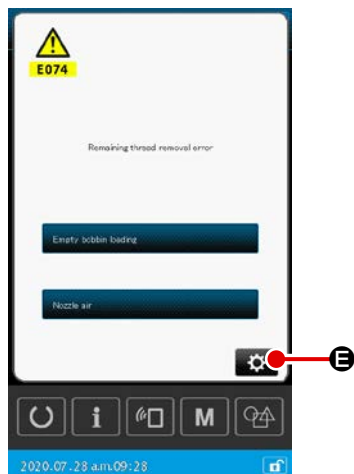 E074
Remaining thread removal error
Empty bobbin loading
Nozzle air
E
i
M
2020.07.28 a.m.09:28